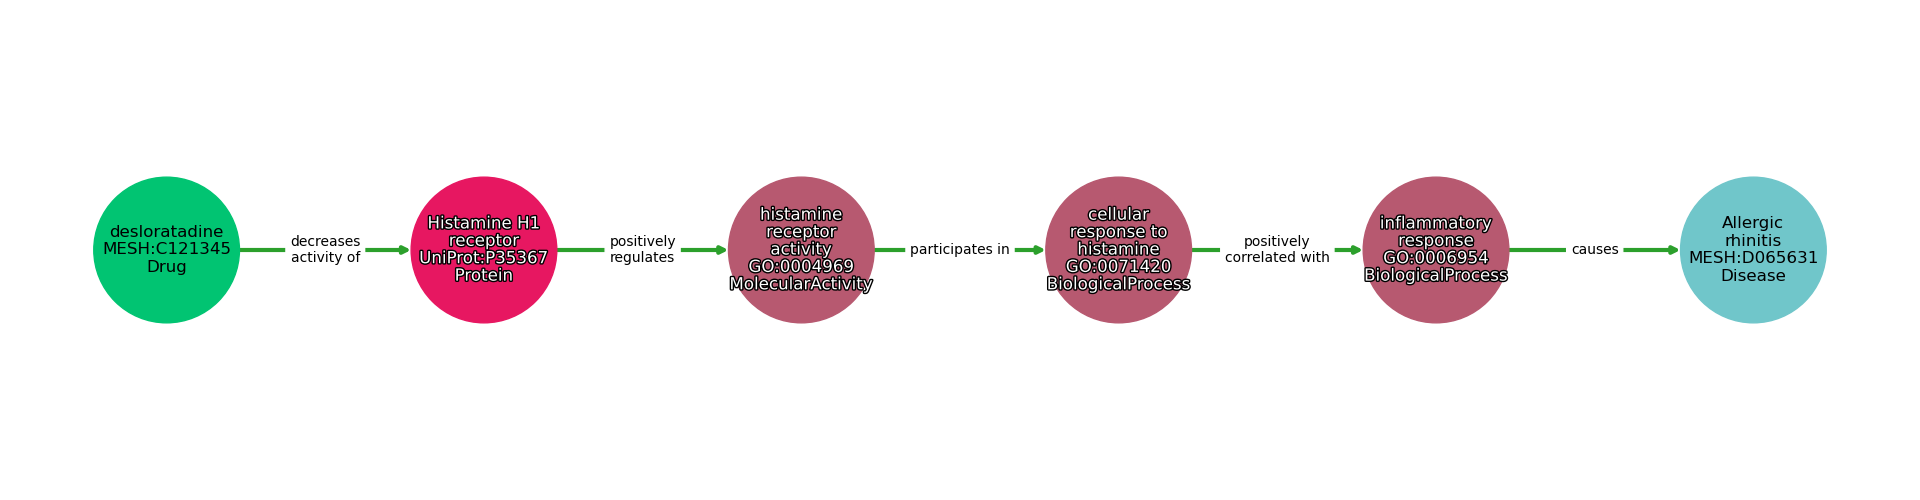 desloratadine
MESH:C121345
Drug
decreases
activity of
Histamine H1
receptor
UniProt:P35367
Protein
positively
regulates
histamine
receptor
activity
GO:0004969
MolecularActivity
participates in
cellular
response to
histamine
GO:0071420
BiologicalProcess
positively
correlated with
inflammatory
response
GO:0006954
BiologicalProcess
causes
Allergic
rhinitis
MESH:D065631
Disease